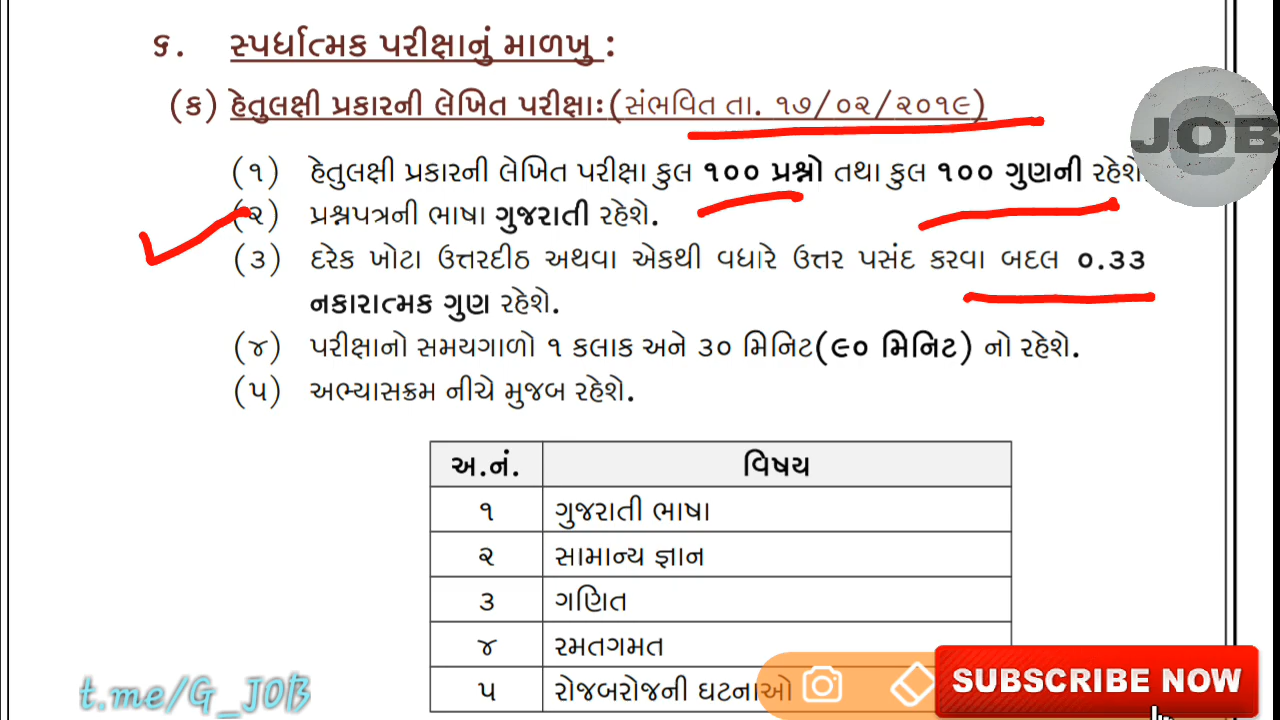 ૬. સ્પર્ધાત્મક પરીક્ષાનું માળખુ :
(ક) હેતુલક્ષી પ્રકારની લેખિત પરીક્ષાઃ(સંભવિત તા. ૧૭/૦૨/૨૦૧૯)
JOB
(૧) હેતુલક્ષી પ્રકારની લેખિત પરીક્ષા કુલ ૧૦૦ પ્રશ્નો તથા કુલ ૧૦૦ ગુણની રહેશે.
(૨) પ્રશ્નપત્રની ભાષા ગુજરાતી રહેશે.
(૩) દરેક ખોટા ઉત્તરદીઠ અથવા એકથી વધારે ઉત્તર પસંદ કરવા બદલ ૦.૩૩
નકારાત્મક ગુણ રહેશે.
(૪) પરીક્ષાનો સમયગાળો ૧ કલાક અને ૩૦ મિનિટ(૯૦ મિનિટ) નો રહેશે.
(૫) અભ્યાસક્રમ નીચે મુજબ રહેશે.
અ.નં. વિષય
૧ ગુજરાતી ભાષા
૨ સામાન્ય જ્ઞાન
૩ ગણિત
૪ રમતગમત
૫ રોજબરોજની ઘટનાઓ
t.me/G_JOB
SUBSCRIBE NOW